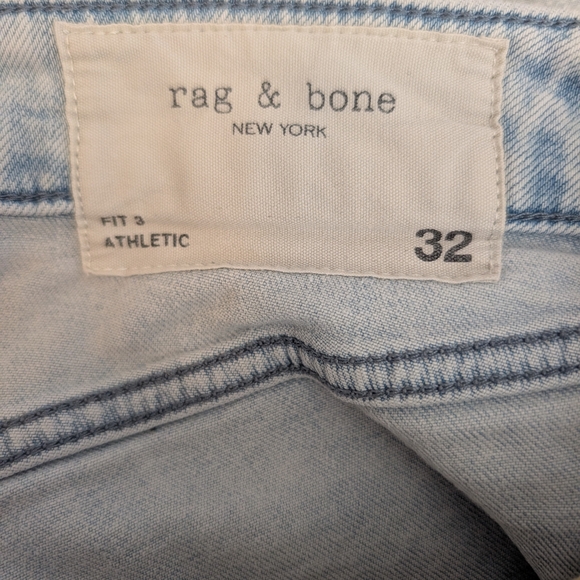 rag & bone
NEW YORK
FIT 3
ATHLETIC
32